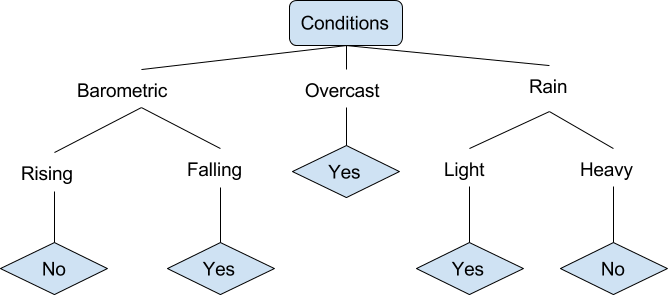 Conditions
Barometric
Overcast
Rain
Rising
Falling
Yes
Light
Heavy
No
Yes
Yes
No